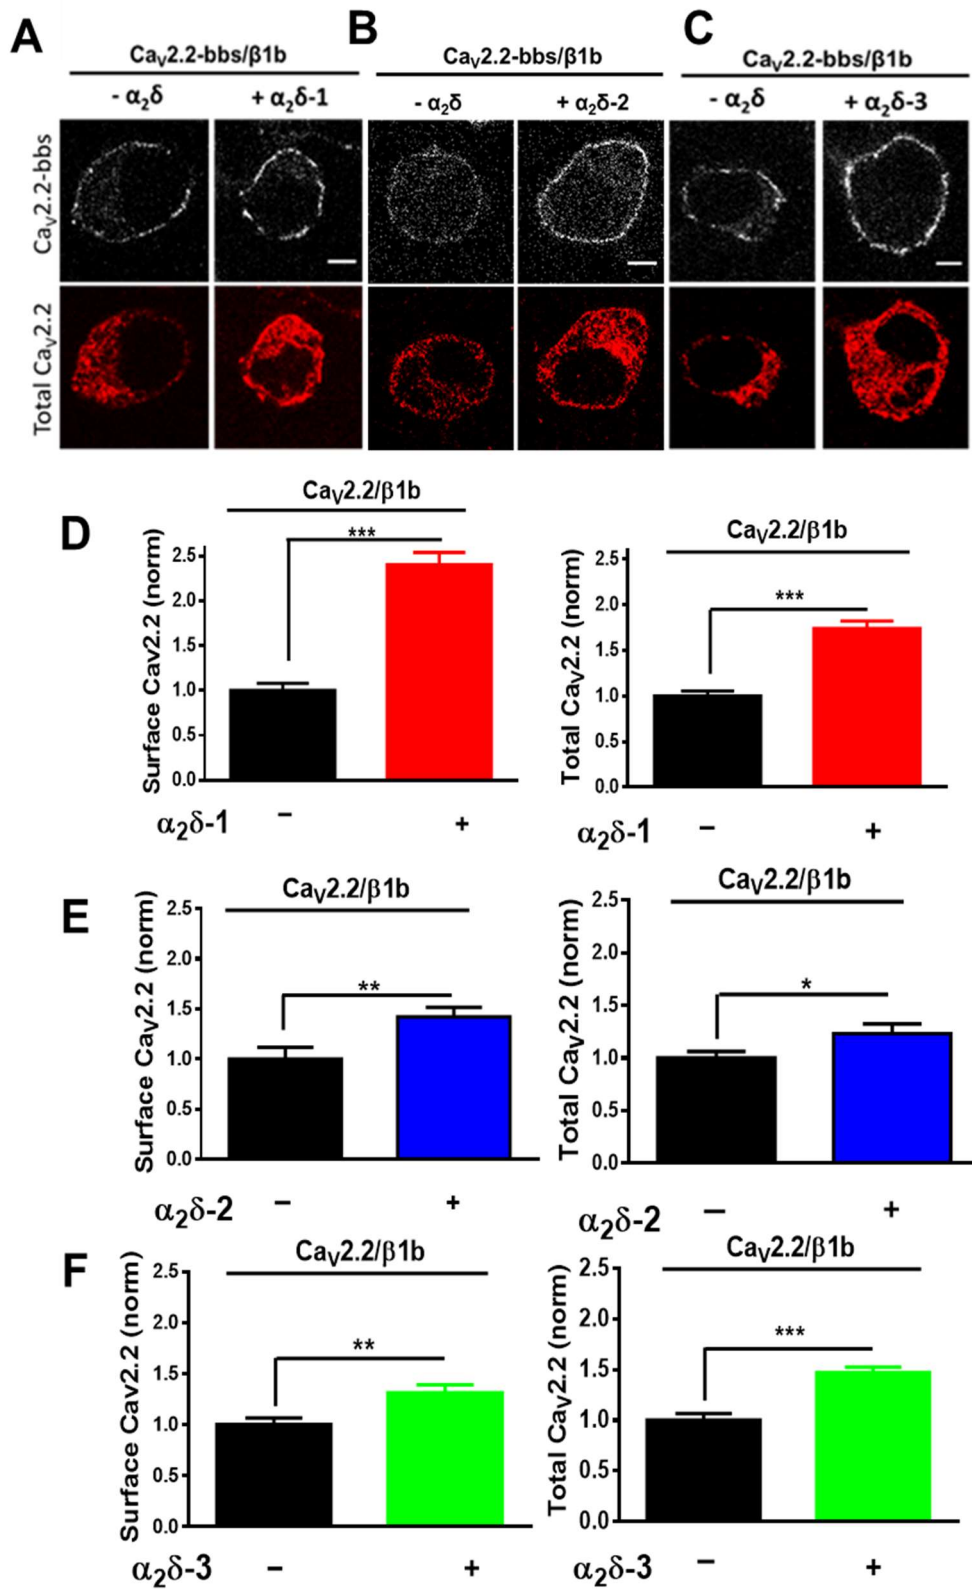 A
B
C
CaV2.2-bbs/β1b
CaV2.2-bbs/β1b
CaV2.2-bbs/β1b
- α2δ
+ α2δ-1
- α2δ
+ α2δ-2
- α2δ
+ α2δ-3
CaV2.2-bbs
Total CaV2.2
D
CaV2.2/β1b
***
Surface Cav2.2 (norm)
2.5
2.0
1.5
1.0
0.5
0.0
α2δ-1
–
+
CaV2.2/β1b
***
Total CaV2.2 (norm)
2.5
2.0
1.5
1.0
0.5
0.0
α2δ-1
–
+
E
CaV2.2/β1b
**
Surface CaV2.2 (norm)
2.5
2.0
1.5
1.0
0.5
0.0
α2δ-2
–
+
CaV2.2/β1b
*
Total CaV2.2 (norm)
2.5
2.0
1.5
1.0
0.5
0.0
α2δ-2
–
+
F
CaV2.2/β1b
**
Surface Cav2.2 (norm)
2.5
2.0
1.5
1.0
0.5
0.0
α2δ-3
–
+
CaV2.2/β1b
***
Total CaV2.2 (norm)
2.5
2.0
1.5
1.0
0.5
0.0
α2δ-3
–
+